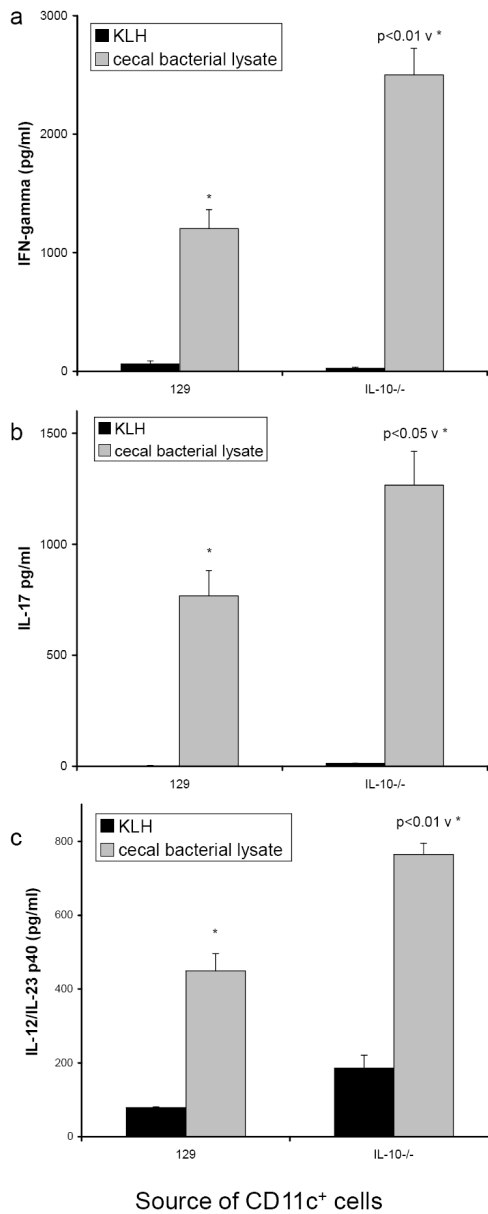 a
3000
KLH
cecal bacterial lysate
p<0.01 v *
2000
*
IFN-gamma (pg/ml)
1000
0
129
IL-10-/-
b
1500
KLH
cecal bacterial lysate
p<0.05 v *
1000
*
IL-17 pg/ml
500
0
129
IL-10-/-
c
800
KLH
cecal bacterial lysate
p<0.01 v *
600
*
IL-12/IL-23 p40 (pg/ml)
400
200
0
129
IL-10-/-
Source of CD11c+ cells